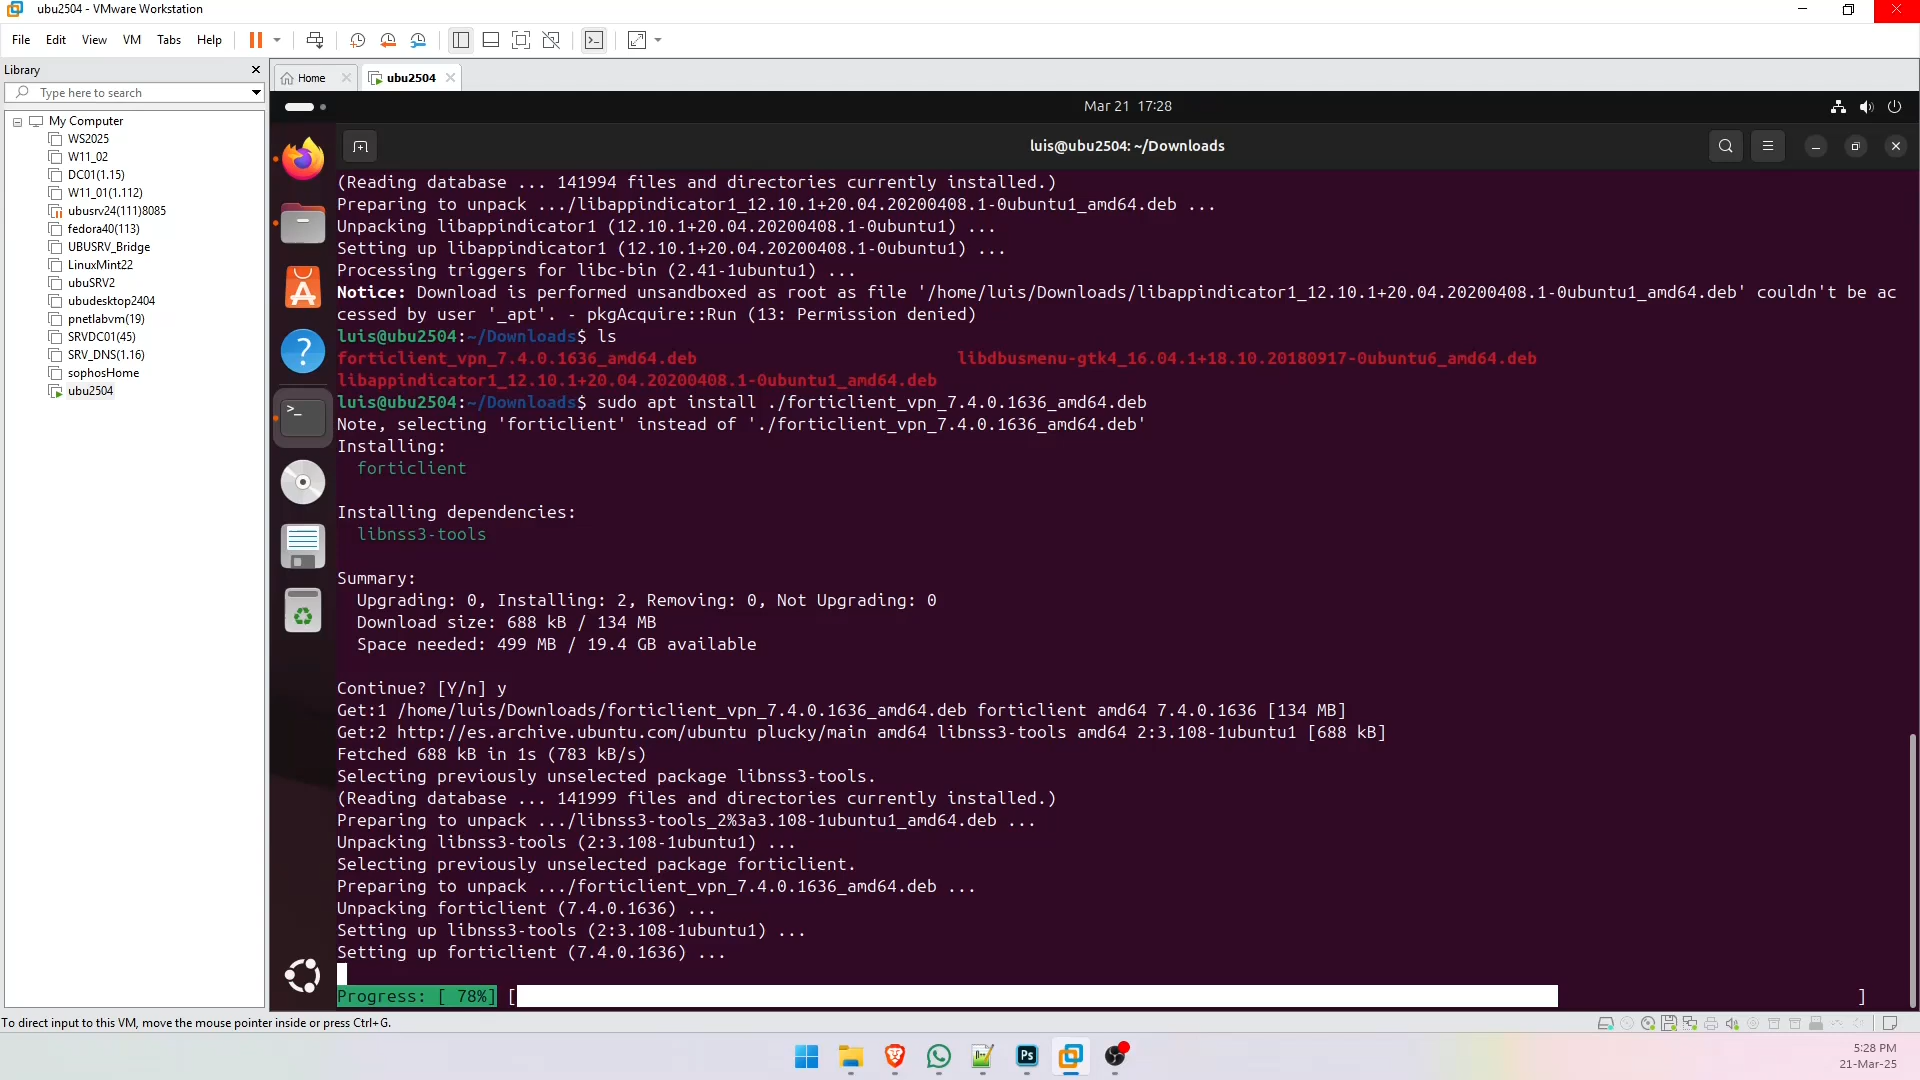 ubu2504 - VMware Workstation
File Edit View VM Tabs Help
Library
Type here to search
My Computer
WS2025
W11_02
DC01(1.15)
W11_01(1.112)
ubusrv24(111)8085
fedora40(113)
UBUSRV_Bridge
LinuxMint22
ubuSRV2
ubudesktop2404
pnetlabvm(19)
SRVDC01(45)
SRV_DNS(1.16)
sophosHome
ubu2504
Home ubu2504
Mar 21 17:28
luis@ubu2504: ~/Downloads
(Reading database ... 141994 files and directories currently installed.)
Preparing to unpack .../libappindicator1_12.10.1+20.04.20200408.1-0ubuntu1_amd64.deb ...
Unpacking libappindicator1 (12.10.1+20.04.20200408.1-0ubuntu1) ...
Setting up libappindicator1 (12.10.1+20.04.20200408.1-0ubuntu1) ...
Processing triggers for libc-bin (2.41-1ubuntu1) ...
Notice: Download is performed unsandboxed as root as file '/home/luis/Downloads/libappindicator1_12.10.1+20.04.20200408.1-0ubuntu1_amd64.deb' couldn't be ac
cessed by user '_apt'. - pkgAcquire::Run (13: Permission denied)
luis@ubu2504:~/Downloads$ ls
forticlient_vpn_7.4.0.1636_amd64.deb libdbusmenu-gtk4_16.04.1+18.10.20180917-0ubuntu6_amd64.deb
libappindicator1_12.10.1+20.04.20200408.1-0ubuntu1_amd64.deb
luis@ubu2504:~/Downloads$ sudo apt install ./forticlient_vpn_7.4.0.1636_amd64.deb
Note, selecting 'forticlient' instead of './forticlient_vpn_7.4.0.1636_amd64.deb'
Installing:
forticlient
Installing dependencies:
libnss3-tools
Summary:
Upgrading: 0, Installing: 2, Removing: 0, Not Upgrading: 0
Download size: 688 kB / 134 MB
Space needed: 499 MB / 19.4 GB available
Continue? [Y/n] y
Get:1 /home/luis/Downloads/forticlient_vpn_7.4.0.1636_amd64.deb forticlient amd64 7.4.0.1636 [134 MB]
Get:2 http://es.archive.ubuntu.com/ubuntu plucky/main amd64 libnss3-tools amd64 2:3.108-1ubuntu1 [688 kB]
Fetched 688 kB in 1s (783 kB/s)
Selecting previously unselected package libnss3-tools.
(Reading database ... 141999 files and directories currently installed.)
Preparing to unpack .../libnss3-tools_2%3a3.108-1ubuntu1_amd64.deb ...
Unpacking libnss3-tools (2:3.108-1ubuntu1) ...
Selecting previously unselected package forticlient.
Preparing to unpack .../forticlient_vpn_7.4.0.1636_amd64.deb ...
Unpacking forticlient (7.4.0.1636) ...
Setting up libnss3-tools (2:3.108-1ubuntu1) ...
Setting up forticlient (7.4.0.1636) ...
Progress: [ 78%] [ ]
To direct input to this VM, move the mouse pointer inside or press Ctrl+G.
Ps
5:28 PM
21-Mar-25